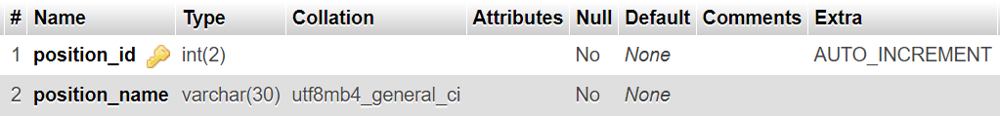 # Name Type Collation Attributes Null Default Comments Extra
1 position_id int(2) No None AUTO_INCREMENT
2 position_name varchar(30) utf8mb4_general_ci No None